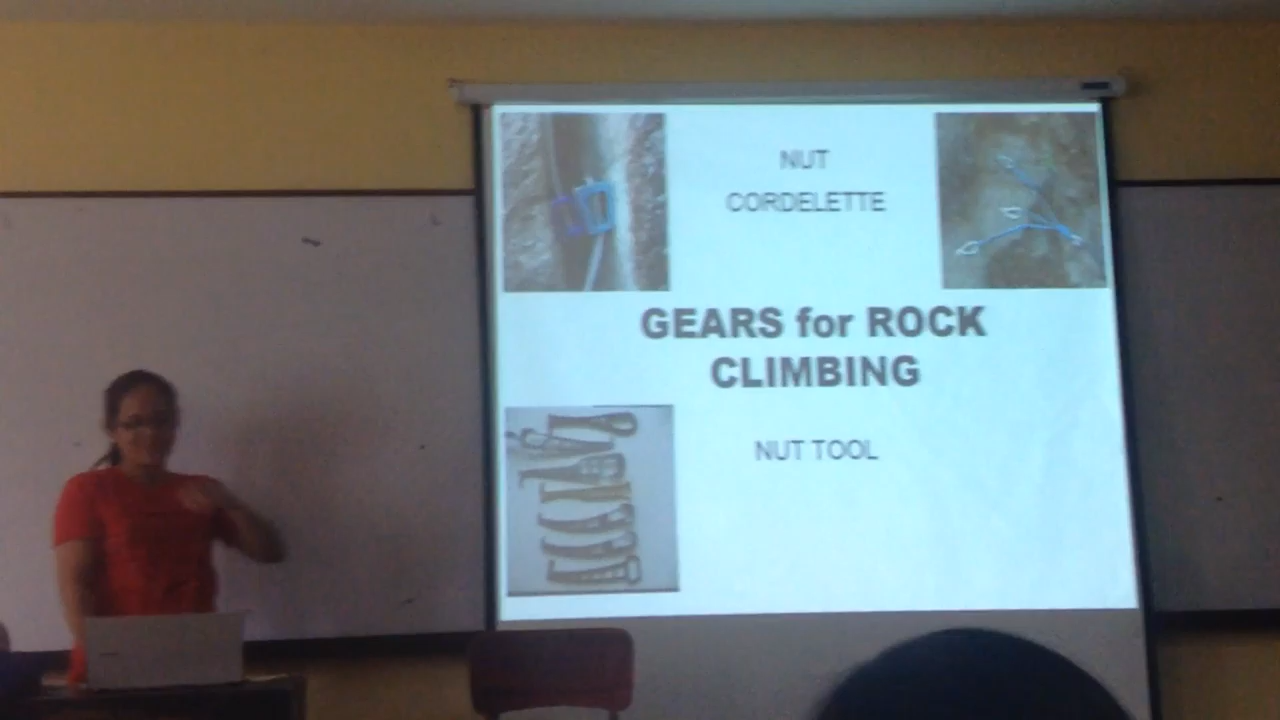 NUT
CORDELETTE
GEARS for ROCK
CLIMBING
NUT TOOL